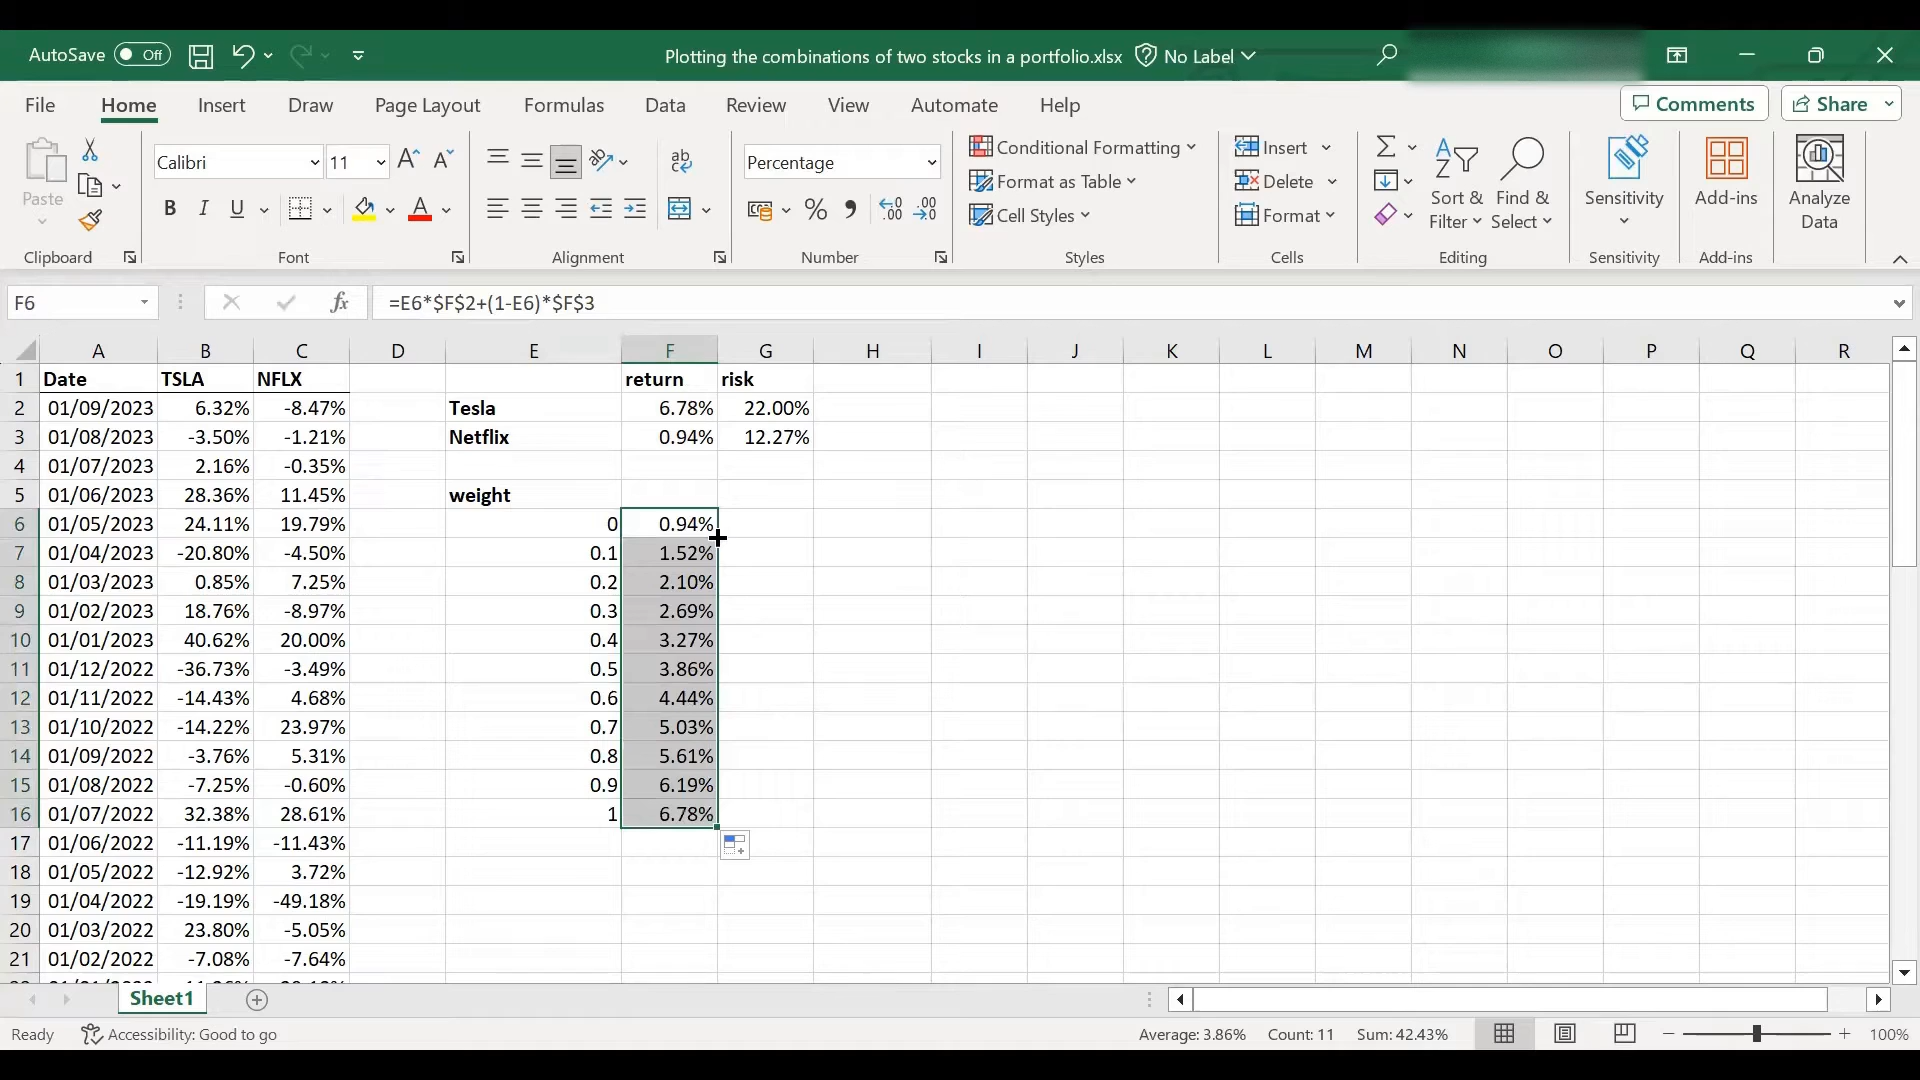 AutoSave Off Plotting the combinations of two stocks in a portfolio.xlsx No Label
File Home Insert Draw Page Layout Formulas Data Review View Automate Help Comments Share
Paste Calibri 11 A A ab Percentage Conditional Formatting Insert Sort & Filter Find & Select Sensitivity Add-ins Analyze Data
B I U A % Format as Table Delete
Cell Styles Format
Clipboard Font Alignment Number Styles Cells Editing Sensitivity Add-ins
F6 fx =E6*$F$2+(1-E6)*$F$3
A B C D E F G H I J K L M N O P Q R
1 Date TSLA NFLX return risk
2 01/09/2023 6.32% -8.47% Tesla 6.78% 22.00%
3 01/08/2023 -3.50% -1.21% Netflix 0.94% 12.27%
4 01/07/2023 2.16% -0.35%
5 01/06/2023 28.36% 11.45% weight
6 01/05/2023 24.11% 19.79% 0 0.94%
7 01/04/2023 -20.80% -4.50% 0.1 1.52%
8 01/03/2023 0.85% 7.25% 0.2 2.10%
9 01/02/2023 18.76% -8.97% 0.3 2.69%
10 01/01/2023 40.62% 20.00% 0.4 3.27%
11 01/12/2022 -36.73% -3.49% 0.5 3.86%
12 01/11/2022 -14.43% 4.68% 0.6 4.44%
13 01/10/2022 -14.22% 23.97% 0.7 5.03%
14 01/09/2022 -3.76% 5.31% 0.8 5.61%
15 01/08/2022 -7.25% -0.60% 0.9 6.19%
16 01/07/2022 32.38% 28.61% 1 6.78%
17 01/06/2022 -11.19% -11.43%
18 01/05/2022 -12.92% 3.72%
19 01/04/2022 -19.19% -49.18%
20 01/03/2022 23.80% -5.05%
21 01/02/2022 -7.08% -7.64%
Sheet1
Ready Accessibility: Good to go Average: 3.86% Count: 11 Sum: 42.43% 100%